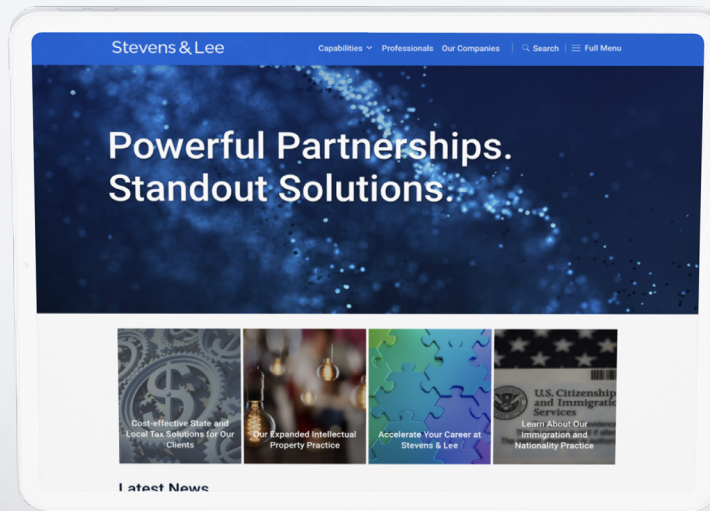 Stevens & Lee
Capabilities Professionals Our Companies Search Full Menu
Powerful Partnerships.
Standout Solutions.
Cost-effective State and
Local Tax Solutions for Our
Clients
Our Expanded Intellectual
Property Practice
Accelerate Your Career at
Stevens & Lee
U.S. Citizenship
and Immigratio
Services
Learn About Our
Immigration and
Nationality Practice
Latest News